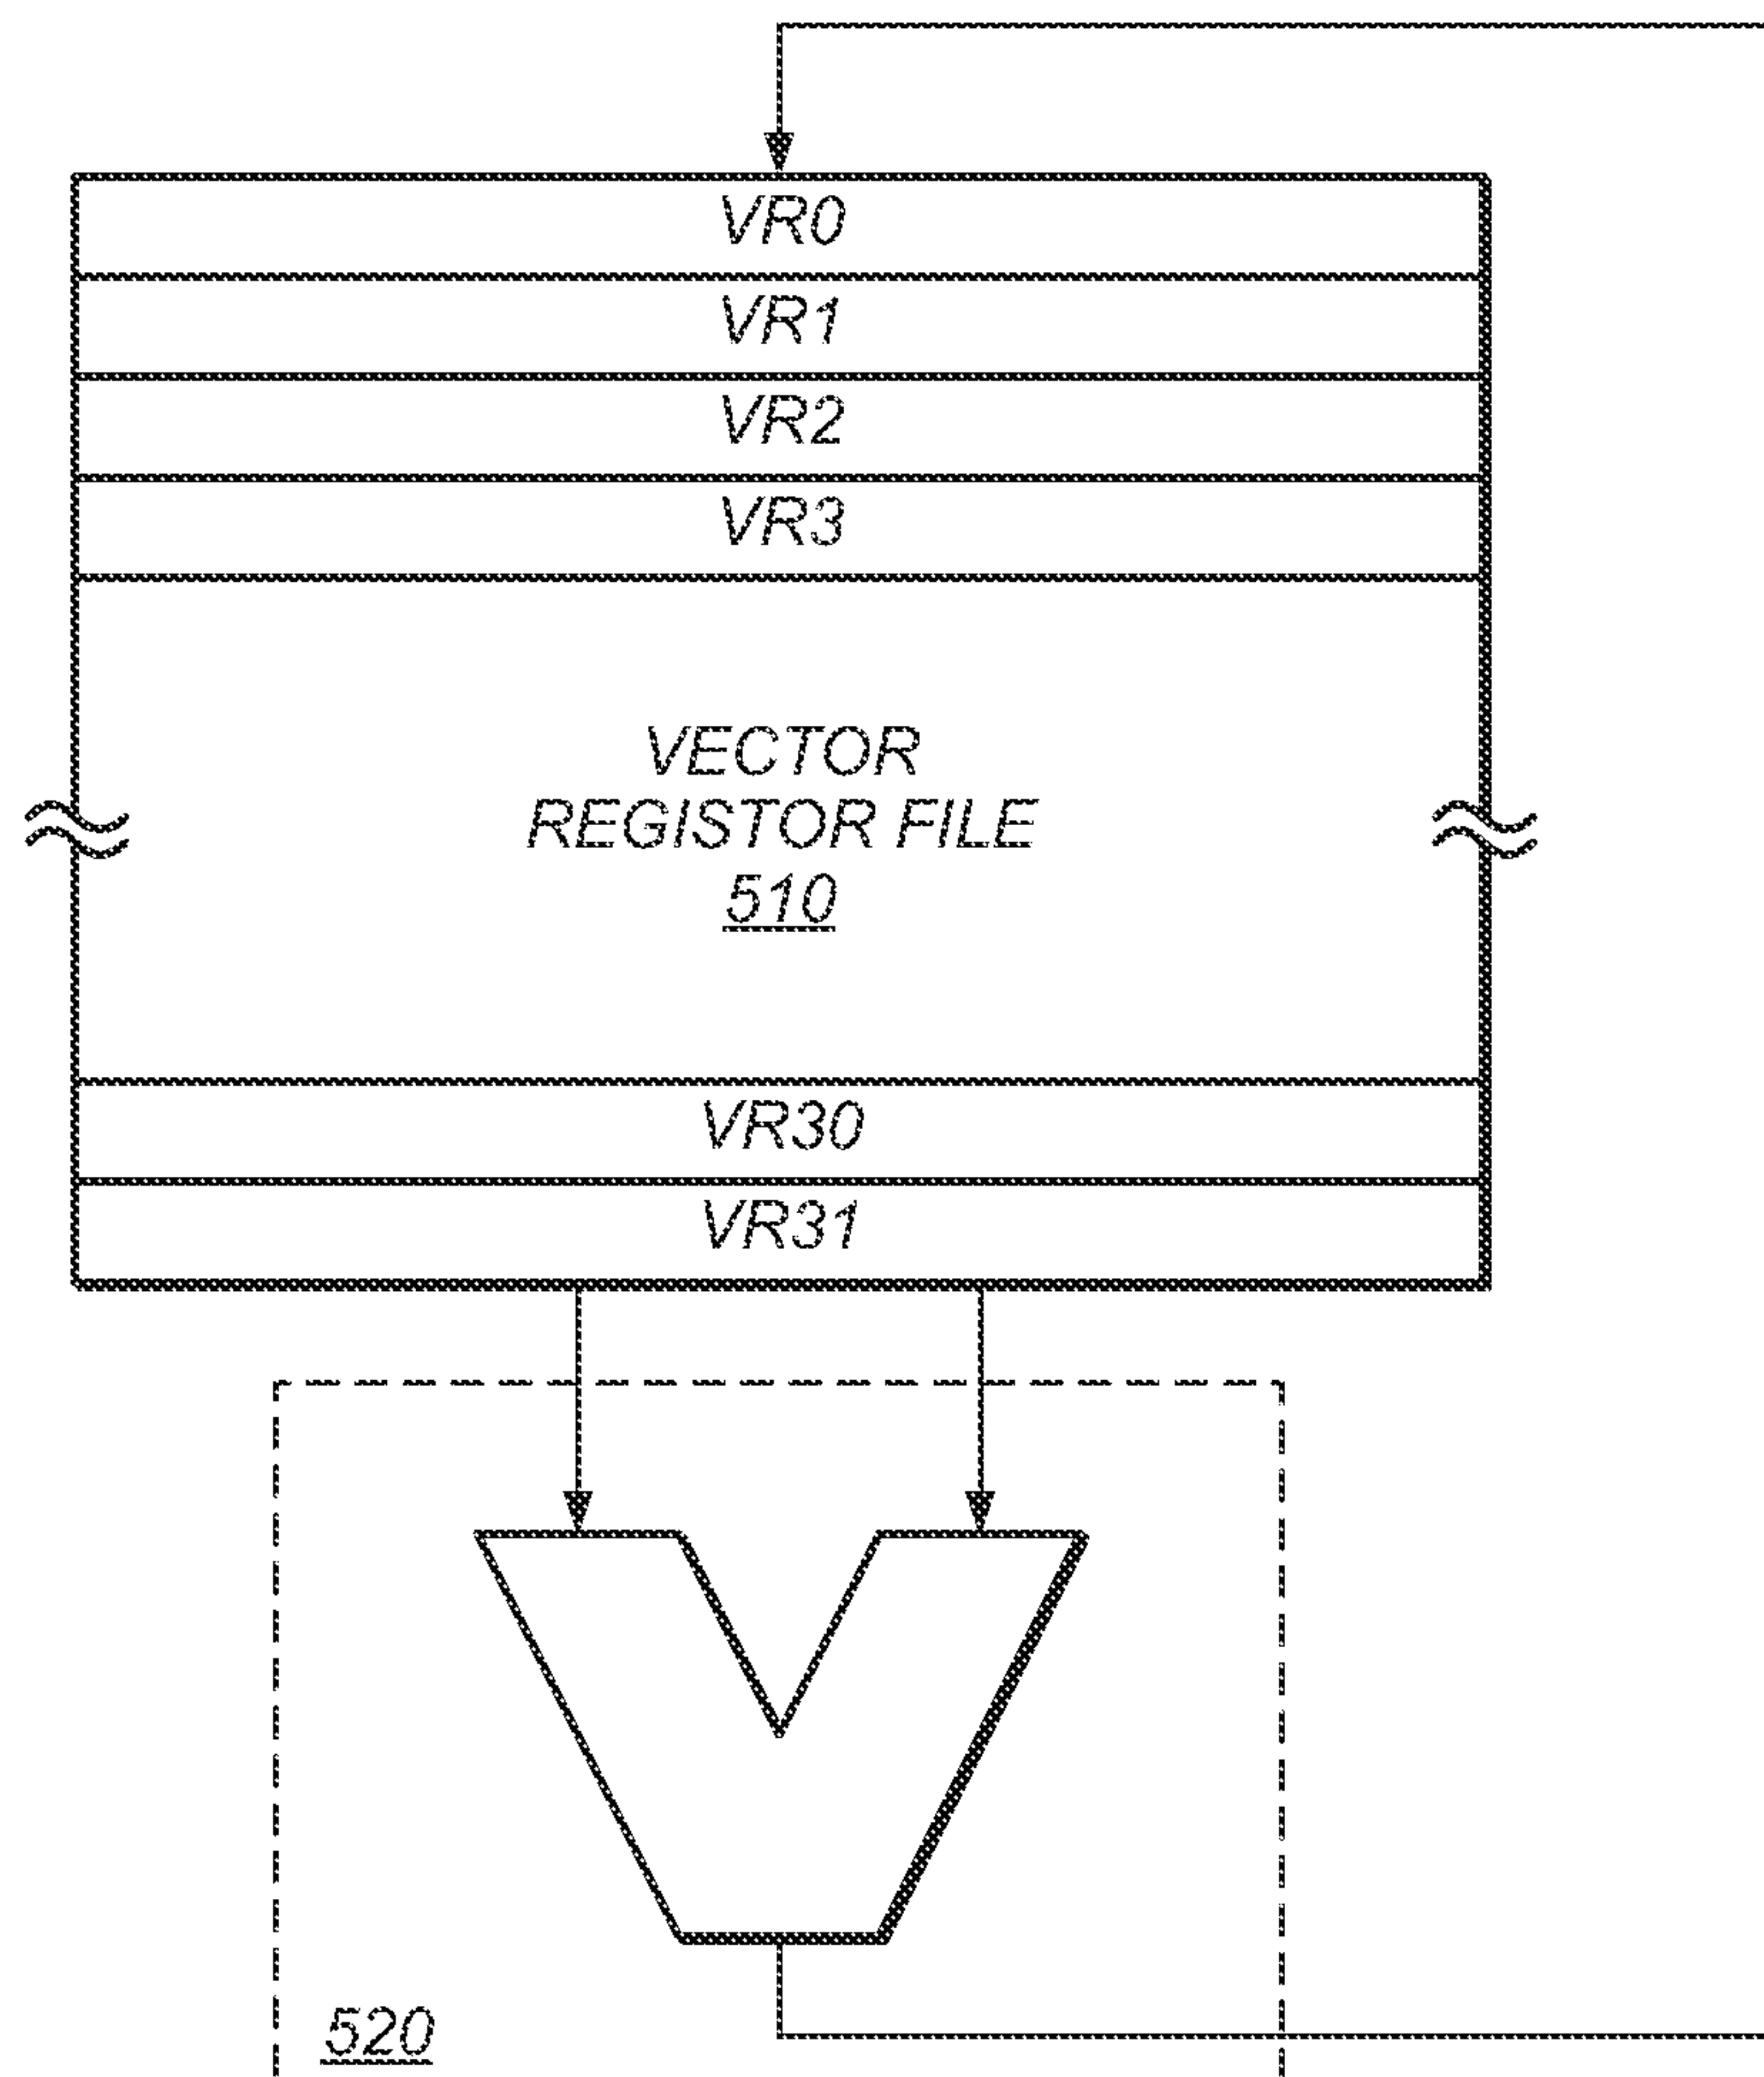 VR0
VR1
VR2
VR3
VECTOR
REGISTOR FILE
510
VR30
VR31
520